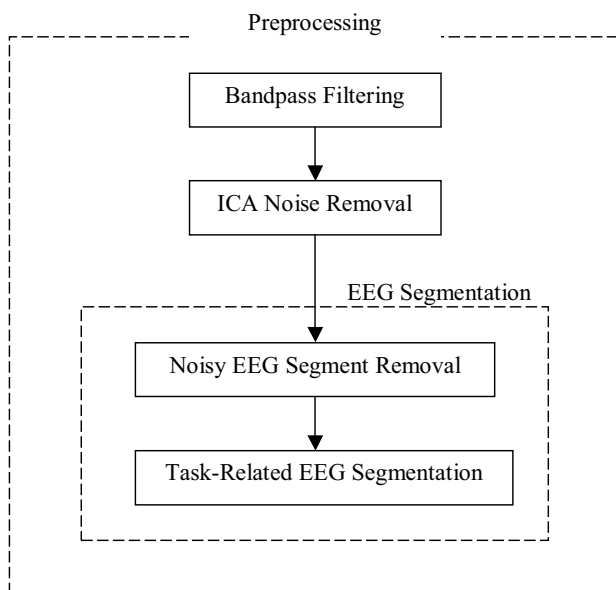 Preprocessing
Bandpass Filtering
ICA Noise Removal
EEG Segmentation
Noisy EEG Segment Removal
Task-Related EEG Segmentation